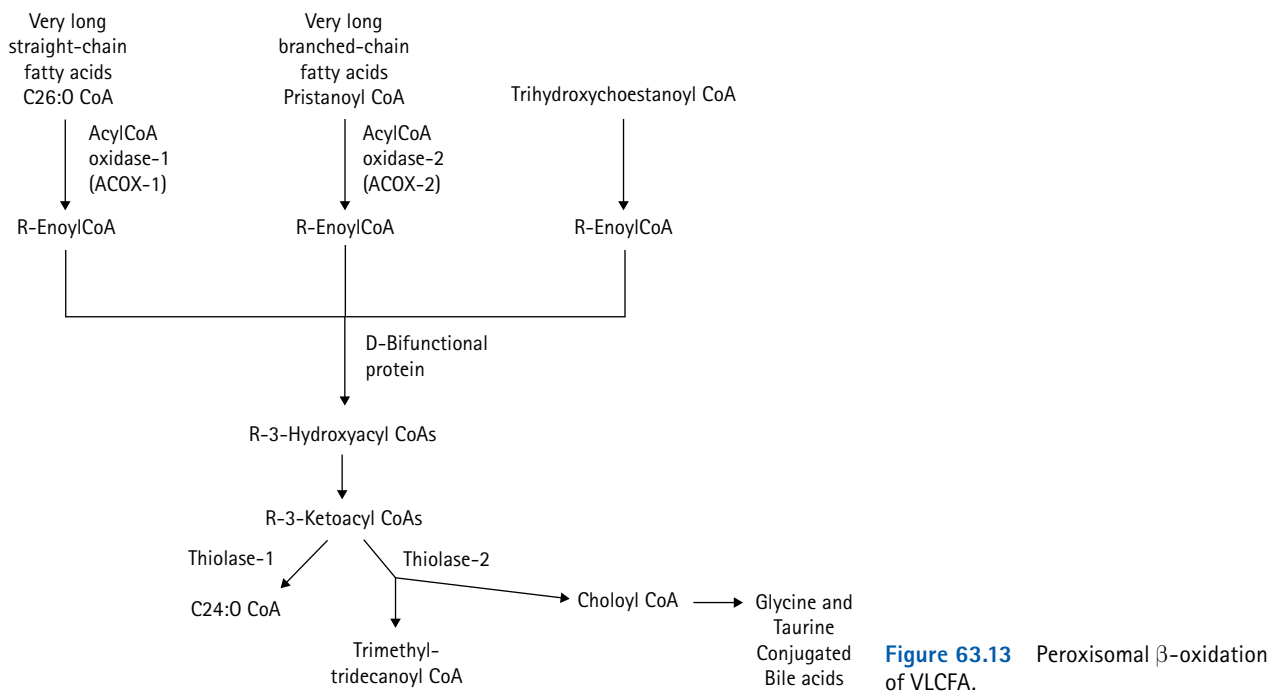 Very long
straight-chain
fatty acids
C26:0 CoA
Very long
branched-chain
fatty acids
Pristanoyl CoA
Trihydroxychoestanoyl CoA
AcylCoA
oxidase-1
(ACOX-1)
AcylCoA
oxidase-2
(ACOX-2)
R-EnoylCoA
R-EnoylCoA
R-EnoylCoA
D-Bifunctional
protein
R-3-Hydroxyacyl CoAs
R-3-Ketoacyl CoAs
Thiolase-1
Thiolase-2
C24:0 CoA
Trimethyl-
tridecanoyl CoA
Choloyl CoA
Glycine and
Taurine
Conjugated
Bile acids
Figure 63.13 Peroxisomal β-oxidation
of VLCFA.